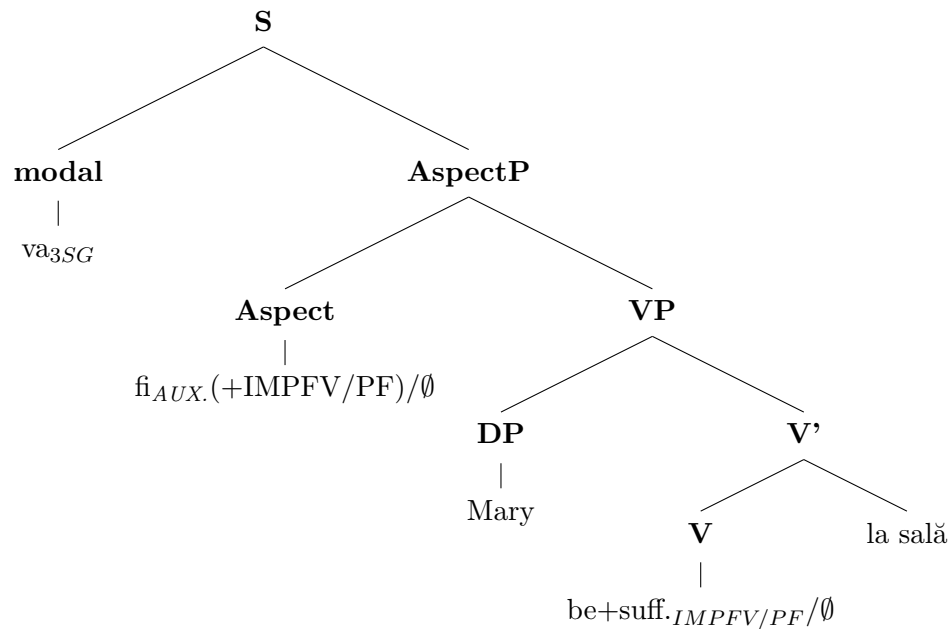 S
modal AspectP
va3SG
Aspect VP
fiAUX.(+IMPFV/PF)/∅
DP V’
Mary
V la sală
be+suff.IMPFV/PF/∅